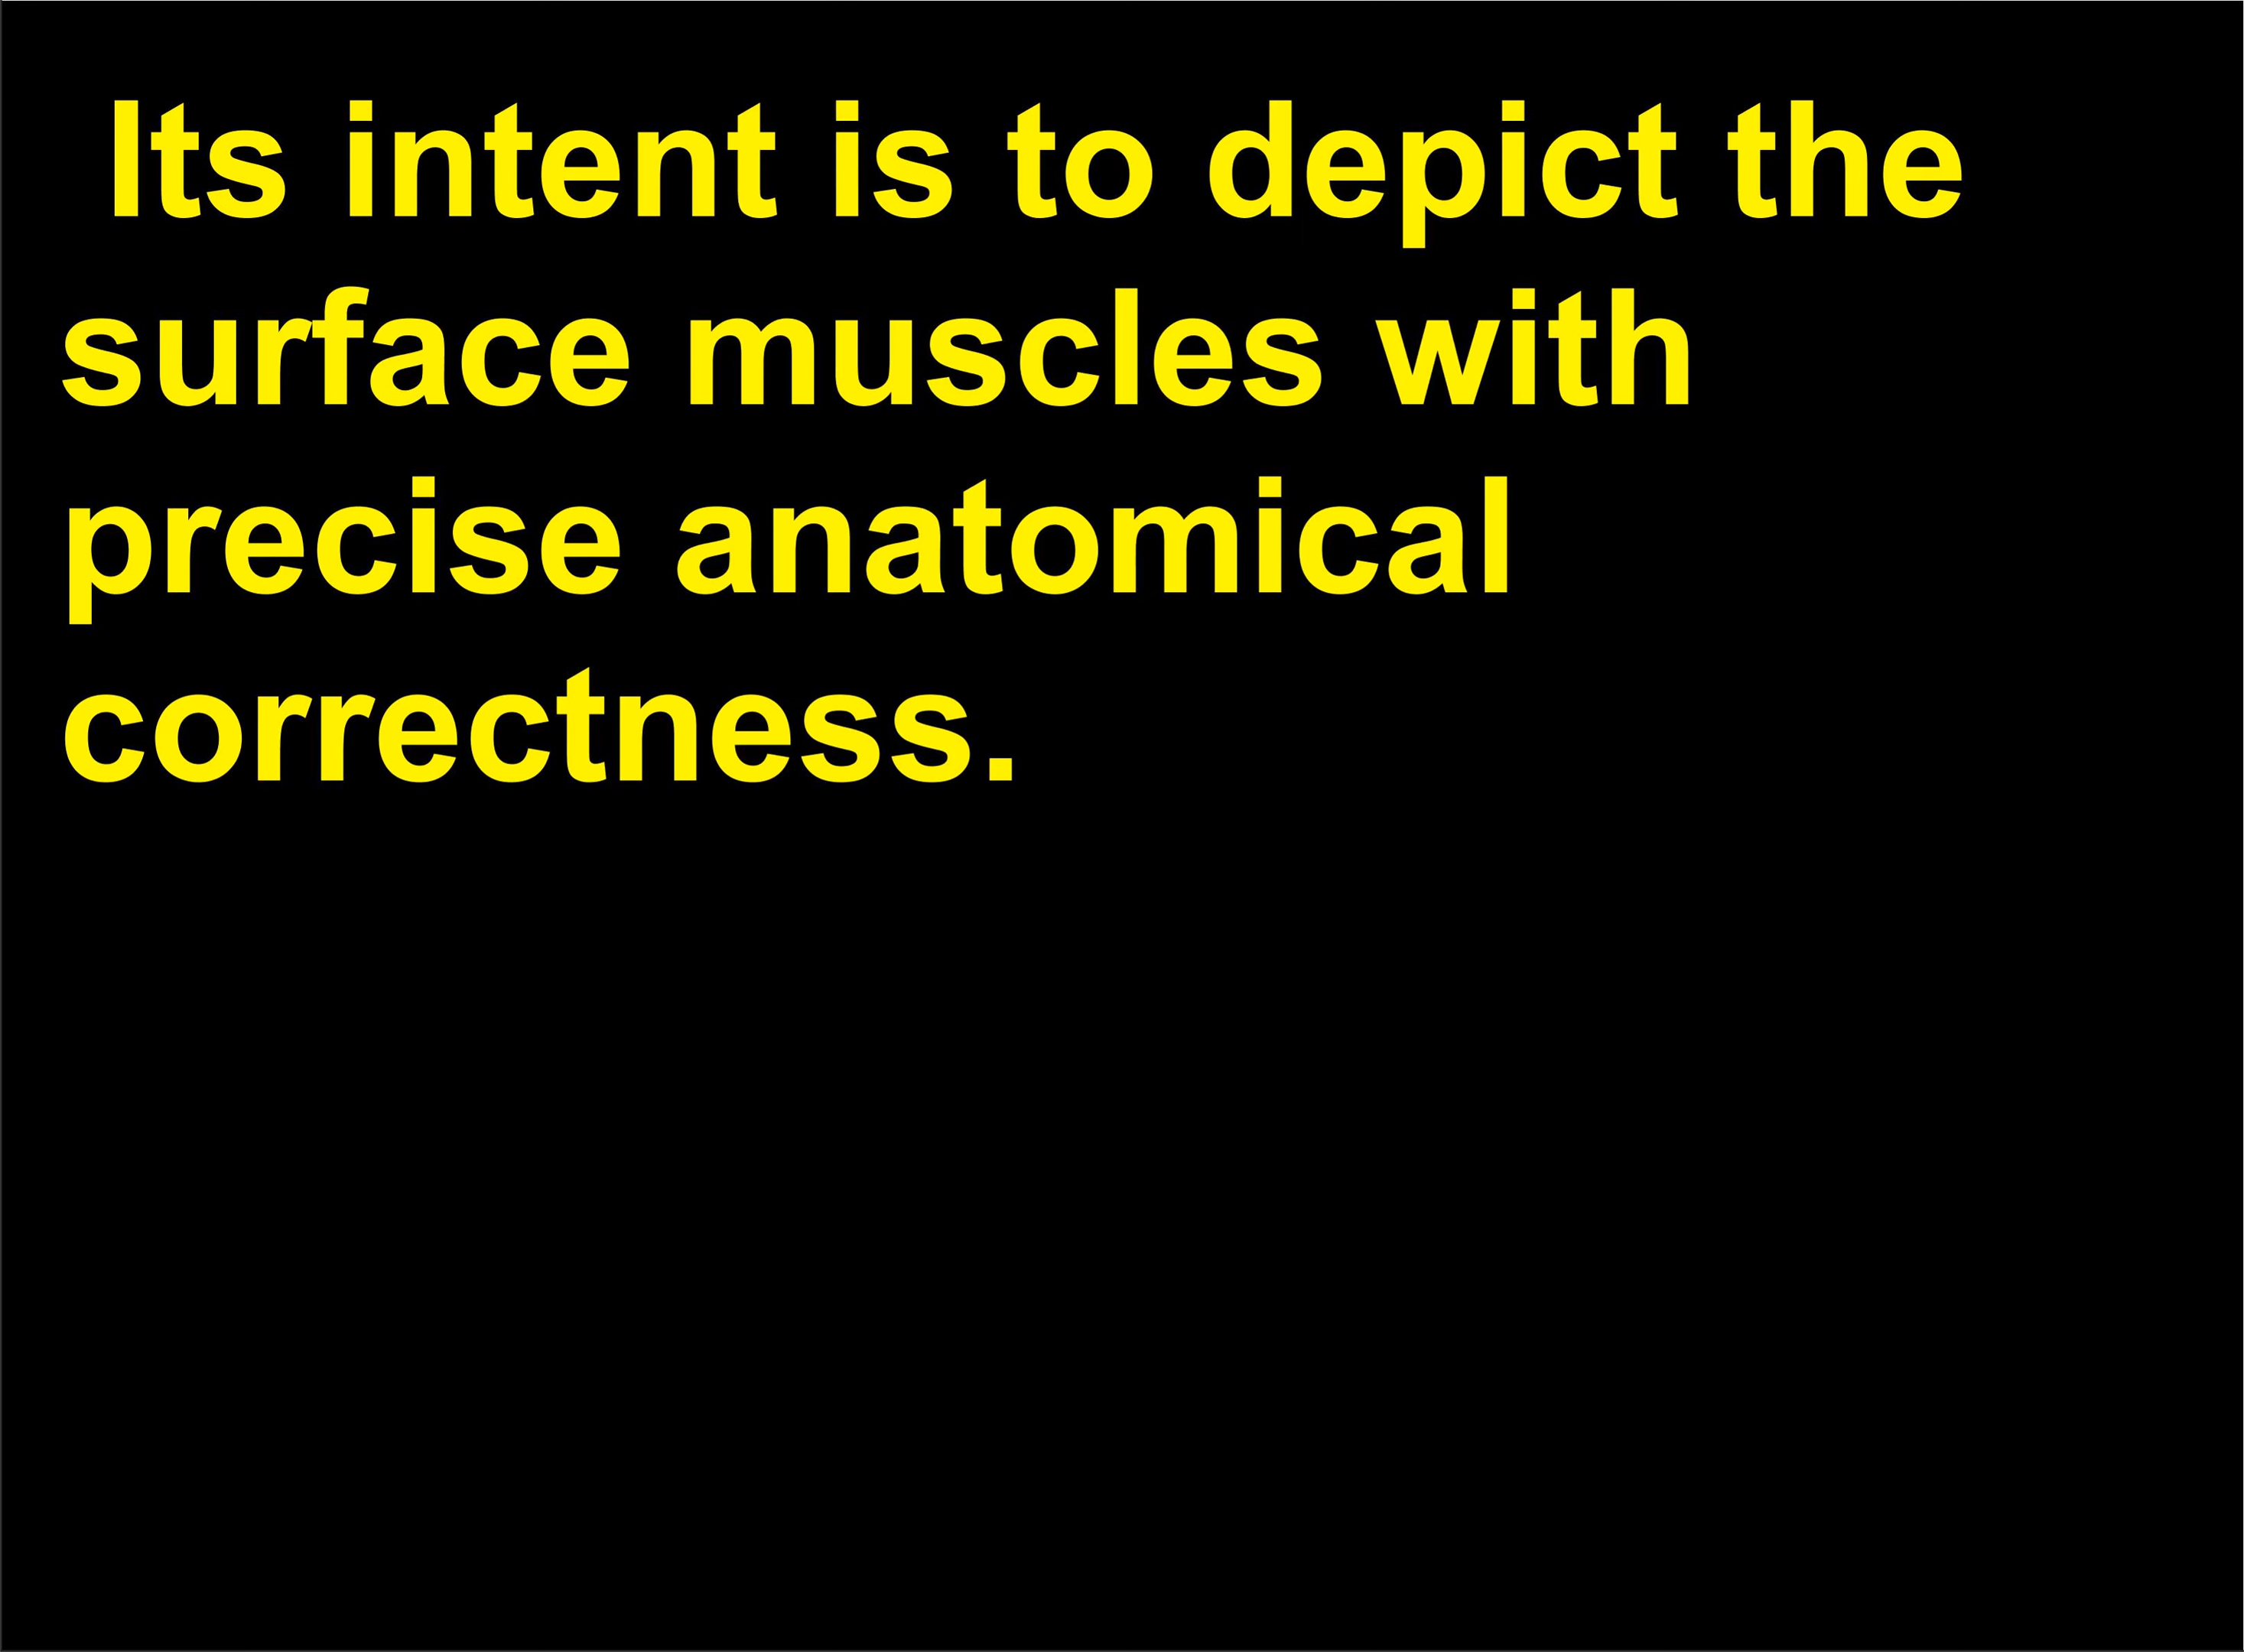 Its intent is to depict the
surface muscles with
precise anatomical
correctness.